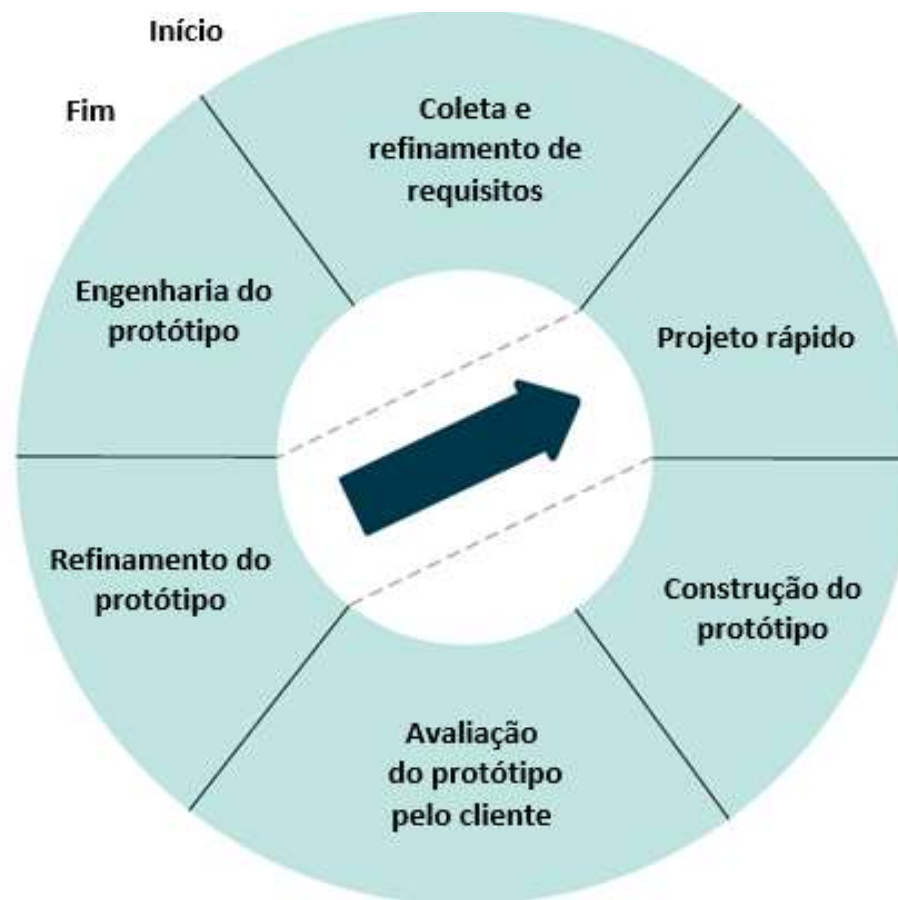 Início
Fim
Coleta e
refinamento de
requisitos
Projeto rápido
Construção do
protótipo
Avaliação
do protótipo
pelo cliente
Refinamento do
protótipo
Engenharia do
protótipo